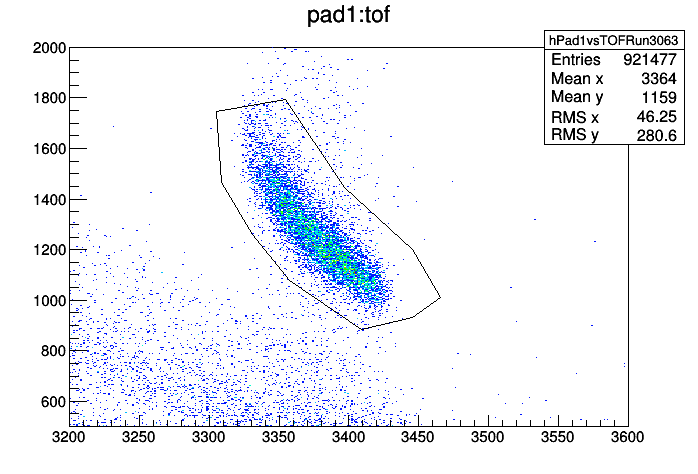 pad1:tof
hPad1vsTOFRun3063
Entries 921477
Mean x 3364
Mean y 1159
RMS x 46.25
RMS y 280.6
2000
1800
1600
1400
1200
1000
800
600
3200 3250 3300 3350 3400 3450 3500 3550 3600